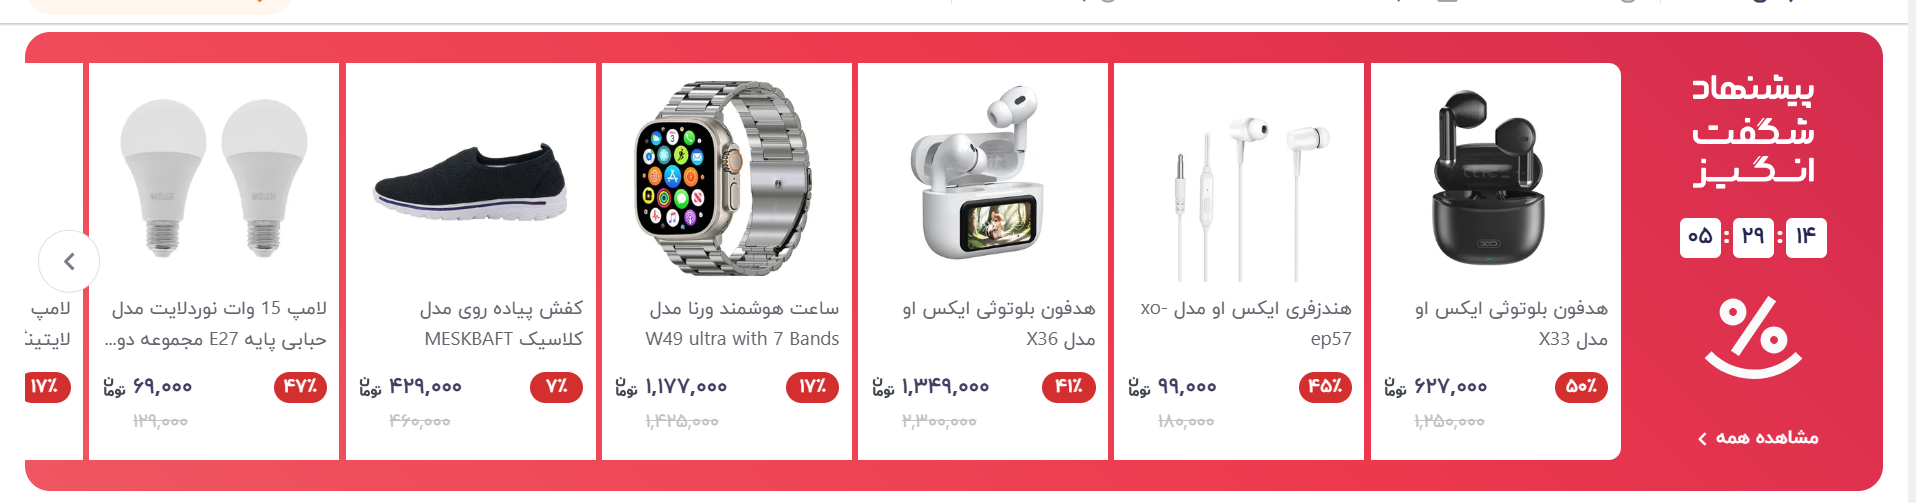 پیشنهاد
شگفت
انگیز
۰۵ : ۲۹ : ۱۴
مشاهده همه
هدفون بلوتوثی ایکس او
مدل X33
۵۰٪
۶۲۷,۰۰۰ تومان
۱,۲۵۰,۰۰۰
هندزفری ایکس او مدل xo-
ep57
۴۵٪
۹۹,۰۰۰ تومان
۱۸۰,۰۰۰
هدفون بلوتوثی ایکس او
مدل X36
۴۱٪
۱,۳۴۹,۰۰۰ تومان
۲,۳۰۰,۰۰۰
ساعت هوشمند ورنا مدل
W49 ultra with 7 Bands
۱۷٪
۱,۱۷۷,۰۰۰ تومان
۱,۴۲۵,۰۰۰
کفش پیاده روی مدل
کلاسیک MESKBAFT
۷٪
۴۲۹,۰۰۰ تومان
۴۶۰,۰۰۰
لامپ 15 وات نوردلایت مدل
حبابی پایه E27 مجموعه دو...
۴۷٪
۶۹,۰۰۰ تومان
۱۲۹,۰۰۰
لامپ
۱۷٪